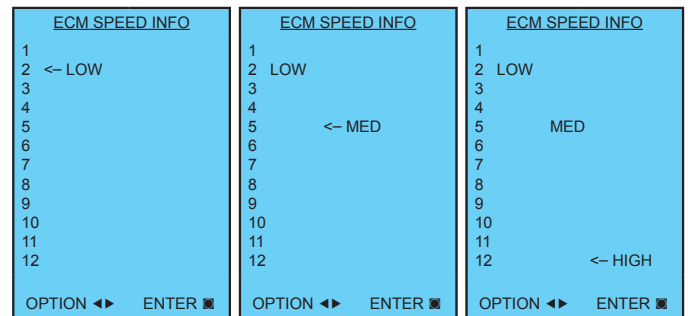 ECM SPEED INFO
1
2 <– LOW
3
4
5
6
7
8
9
10
11
12
OPTION ◄► ENTER ◙
ECM SPEED INFO
1
2 LOW
3
4
5 <– MED
6
7
8
9
10
11
12
OPTION ◄► ENTER ◙
ECM SPEED INFO
1
2 LOW
3
4
5 MED
6
7
8
9
10
11
12 <– HIGH
OPTION ◄► ENTER ◙